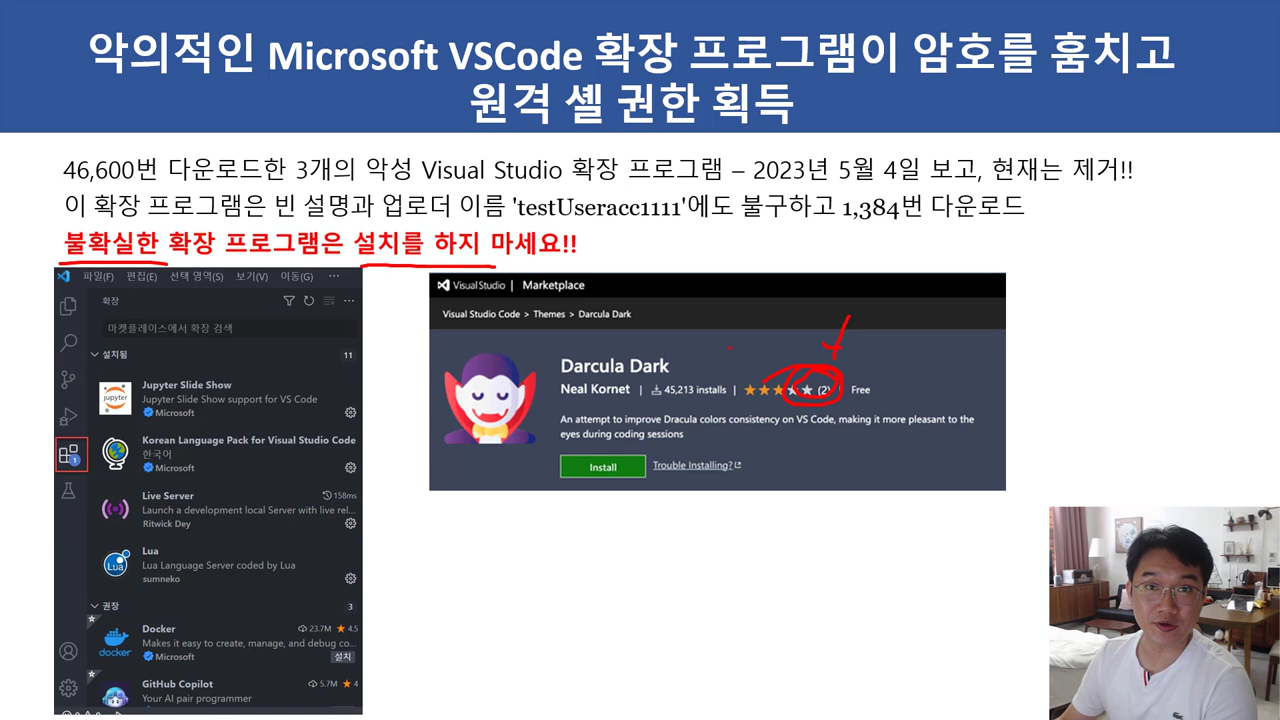 악의적인 Microsoft VSCode 확장 프로그램이 암호를 훔치고
원격 셸 권한 획득
46,600번 다운로드한 3개의 악성 Visual Studio 확장 프로그램 – 2023년 5월 4일 보고, 현재는 제거!!
이 확장 프로그램은 빈 설명과 업로더 이름 'testUseracc1111'에도 불구하고 1,384번 다운로드
불확실한 확장 프로그램은 설치를 하지 마세요!!
파일(F) 편집(E) 선택 영역(S) 보기(V) 이동(G) ···
확장
마켓플레이스에서 확장 검색
설치됨 11
Jupyter Slide Show
Jupyter Slide Show support for VS Code
Microsoft
jupyter
Korean Language Pack for Visual Studio Code
한국어
Microsoft
Live Server 158ms
Launch a development local Server with live rel...
Ritwick Dey
Lua
Lua Language Server coded by Lua
sumneko
Lua
권장 3
Docker 23.7M ★ 4.5
Makes it easy to create, manage, and debug co...
Microsoft 설치
docker
GitHub Copilot 5.7M ★ 4
Your AI pair programmer
1
Visual Studio | Marketplace
Visual Studio Code > Themes > Darcula Dark
Darcula Dark
Neal Kornet | 45,213 installs | ★★★★★ (2) | Free
An attempt to improve Dracula colors consistency on VS Code, making it more pleasant to the
eyes during coding sessions
Install Trouble Installing?